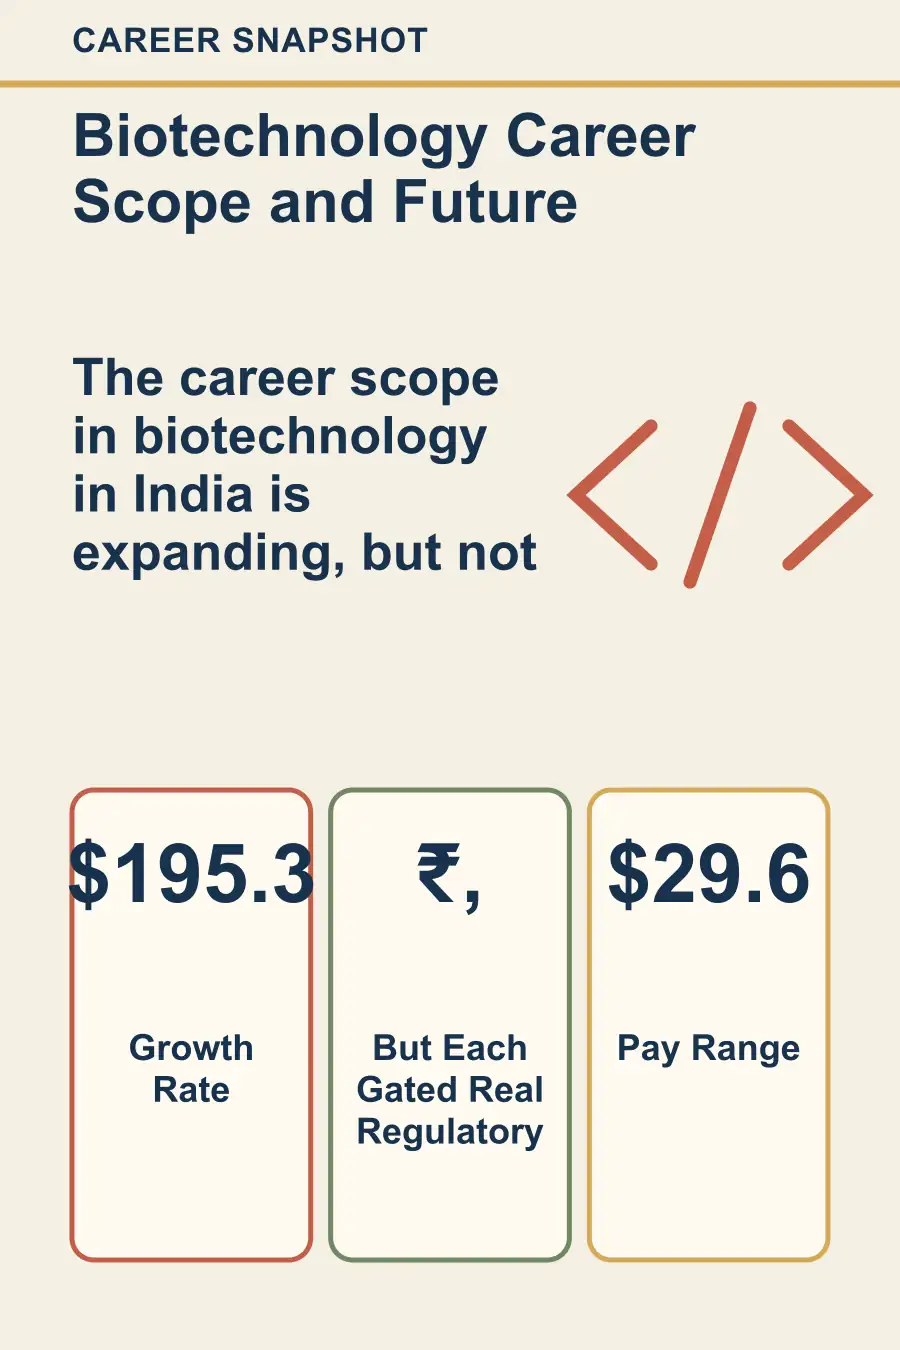 CAREER SNAPSHOT
Biotechnology Career
Scope and Future
The career scope
in biotechnology
in India is
expanding, but not
$195.3
Growth
Rate
₹,
But Each
Gated Real
Regulatory
$29.6
Pay Range